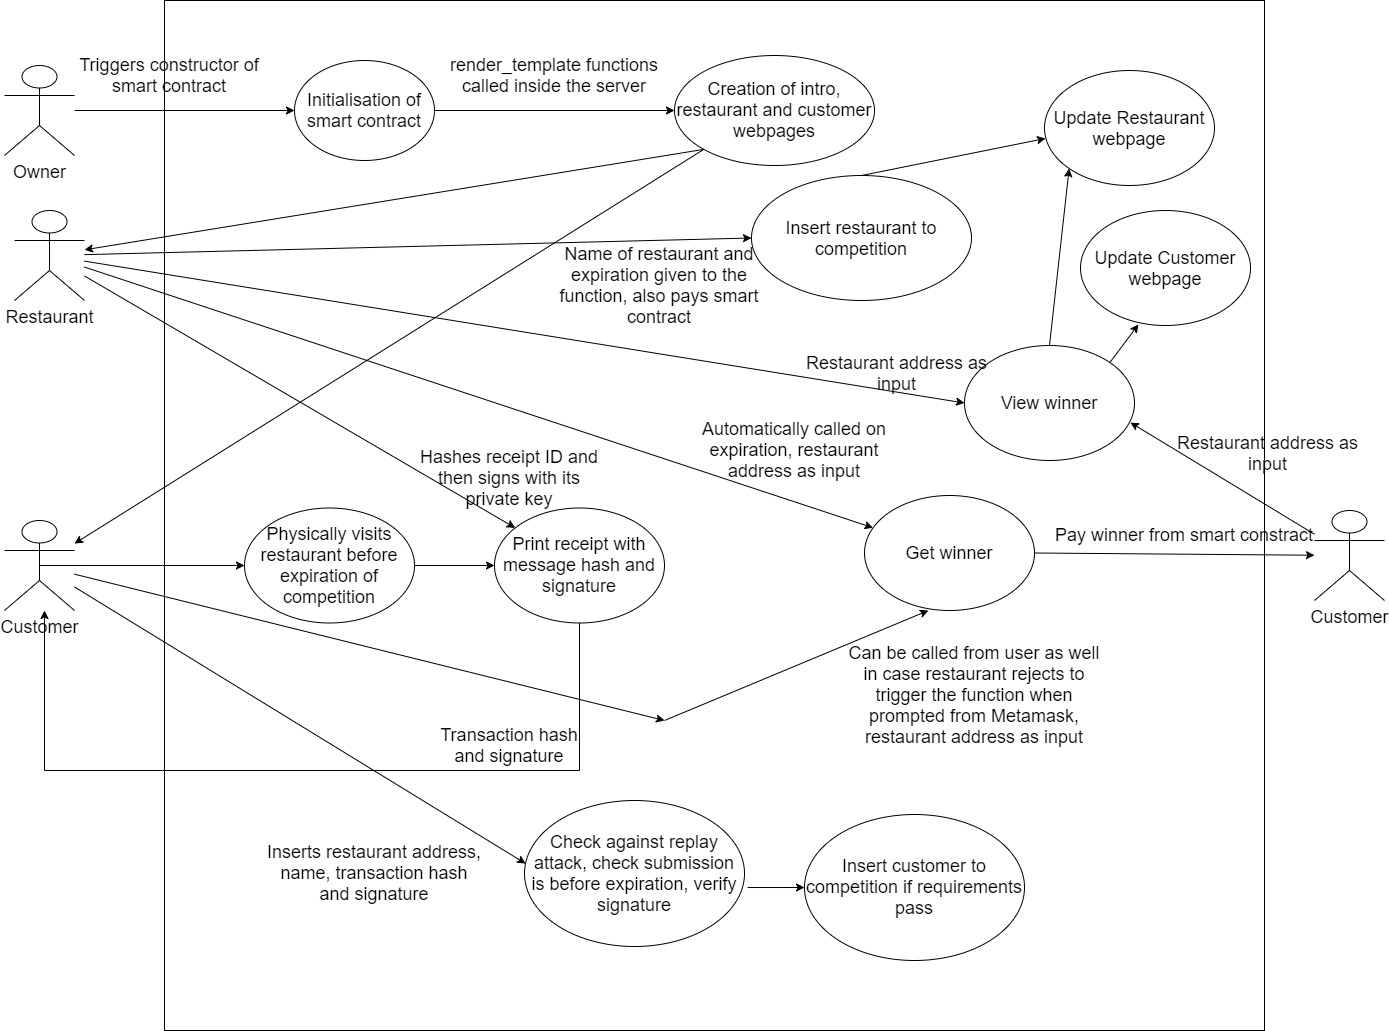 Triggers constructor of
smart contract
Owner
Initialisation of
smart contract
render_template functions
called inside the server
Creation of intro,
restaurant and customer
webpages
Update Restaurant
webpage
Restaurant
Insert restaurant to
competition
Name of restaurant and
expiration given to the
function, also pays smart
contract
Update Customer
webpage
Restaurant address as
input
View winner
Automatically called on
expiration, restaurant
address as input
Restaurant address as
input
Hashes receipt ID and
then signs with its
private key
Customer
Physically visits
restaurant before
expiration of
competition
Print receipt with
message hash and
signature
Get winner
Pay winner from smart constract
Customer
Can be called from user as well
in case restaurant rejects to
trigger the function when
prompted from Metamask,
restaurant address as input
Transaction hash
and signature
Inserts restaurant address,
name, transaction hash
and signature
Check against replay
attack, check submission
is before expiration, verify
signature
Insert customer to
competition if requirements
pass